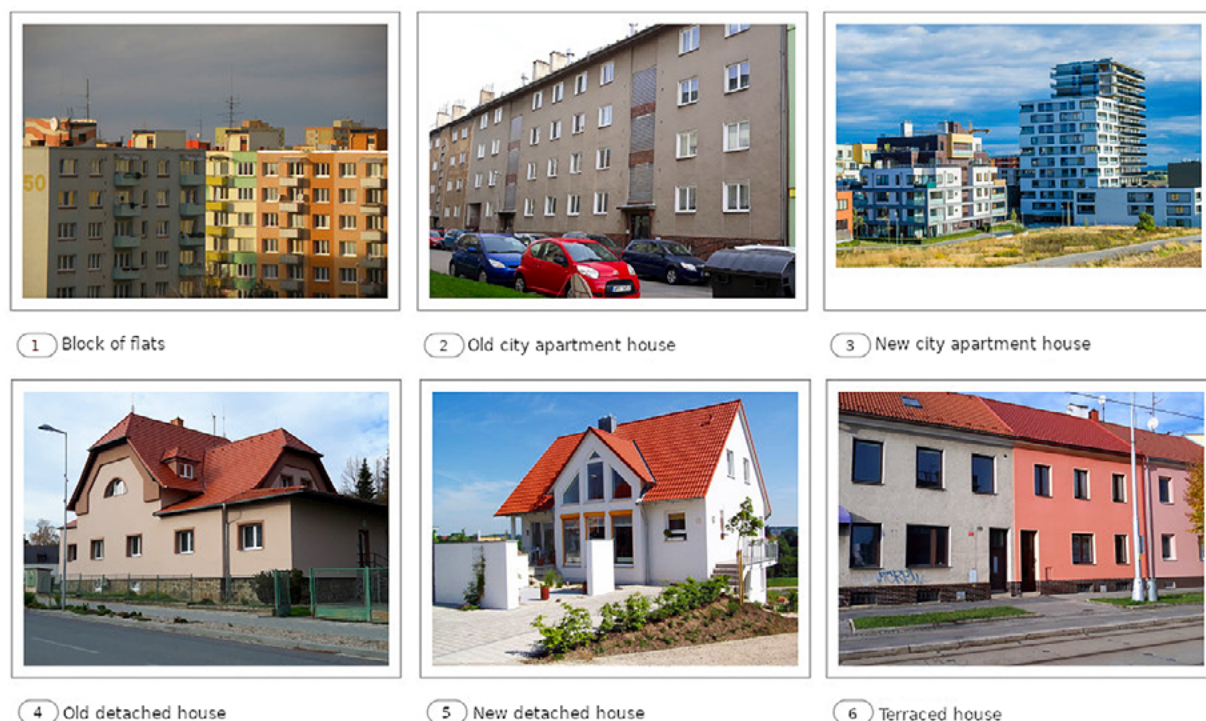 50
1 Block of flats
2 Old city apartment house
3 New city apartment house
4 Old detached house
5 New detached house
6 Terraced house